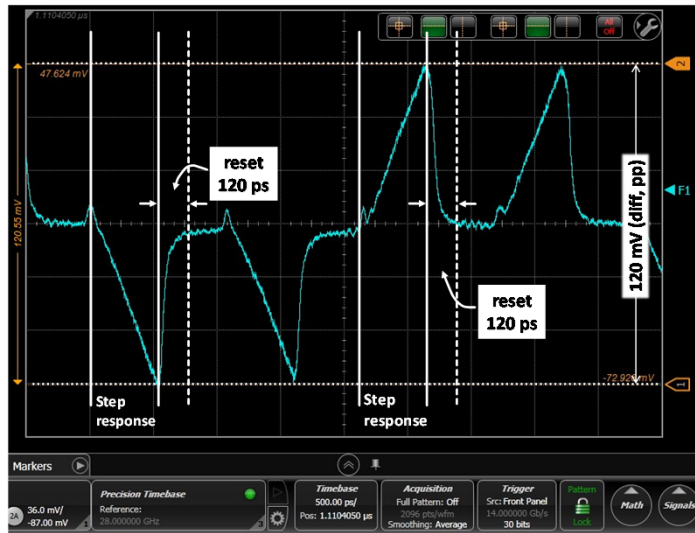 1.1104050 µs
All
Off
47.624 mV
2
reset
120 ps
F1
120.55 mV
120 mV (diff, pp)
reset
120 ps
-72.926 mV
1
Step
response
Step
response
Markers
Precision Timebase
Reference:
28.000000 GHz
Timebase
500.00 ps/
Pos: 1.1104050 µs
Acquisition
Full Pattern: Off
2096 pts/wfm
Smoothing: Average
Trigger
Src: Front Panel
14.000000 Gb/s
30 bits
Pattern
Lock
Math
Signals
2A
36.0 mV/
-87.00 mV